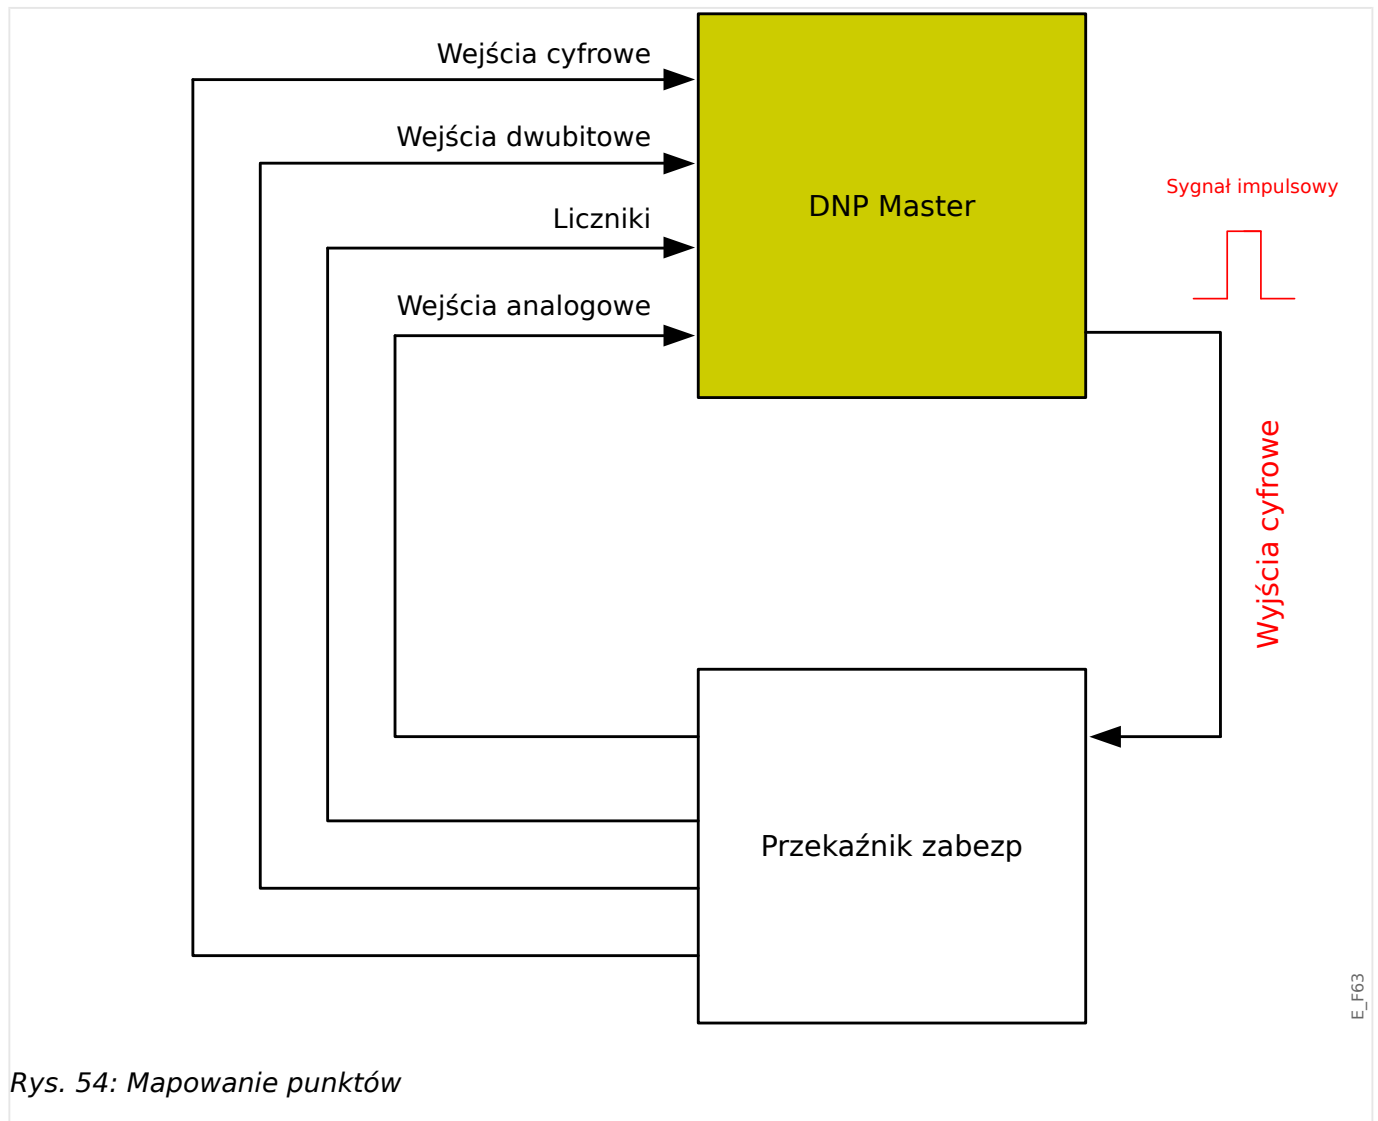 Wejścia cyfrowe
Wejścia dwubitowe
Liczniki
Wejścia analogowe
DNP Master
Sygnał impulsowy
Wyjścia cyfrowe
Przekaźnik zabezp
E_F63
Rys. 54: Mapowanie punktów